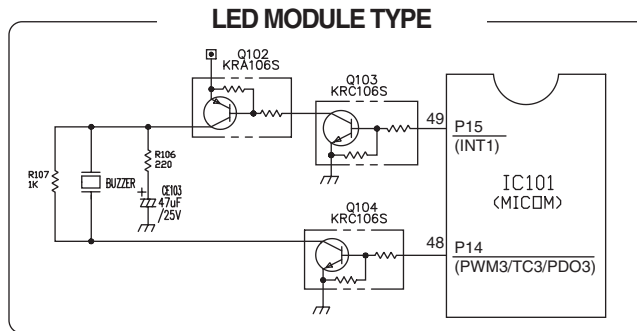 LED MODULE TYPE
Q102
KRA106S
Q103
KRC106S
49
P15
(INT1)
R106
220
R107
1K
BUZZER
CE103
47uF
/25V
IC101
(MICOM)
Q104
KRC106S
48
P14
(PWM3/TC3/PDO3)